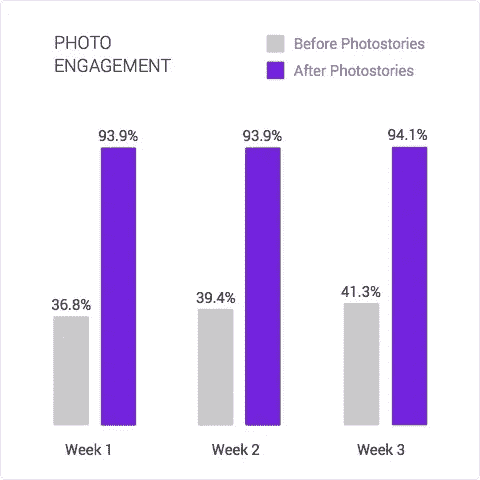 PHOTO
ENGAGEMENT
Before Photostories
After Photostories
93.9%
93.9%
94.1%
36.8%
39.4%
41.3%
Week 1
Week 2
Week 3